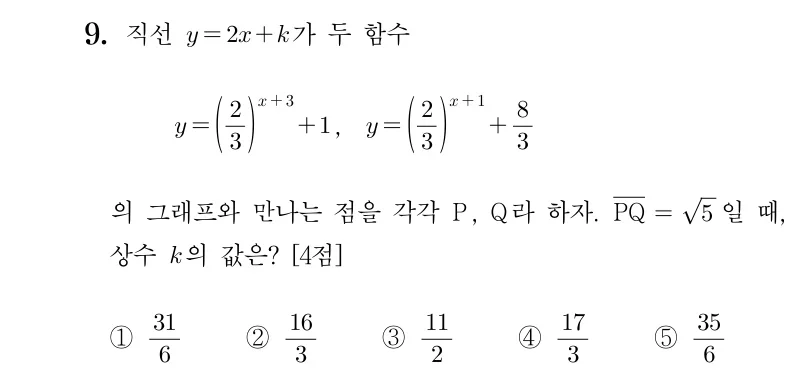 9. 직선 y=2x+k가 두 함수
y=(2/3)^{x+3}+1, y=(2/3)^{x+1}+8/3
의 그래프와 만나는 점을 각각 P, Q라 하자. \overline{PQ}=√5일 때,
상수 k의 값은? [4점]
① 31/6 ② 16/3 ③ 11/2 ④ 17/3 ⑤ 35/6